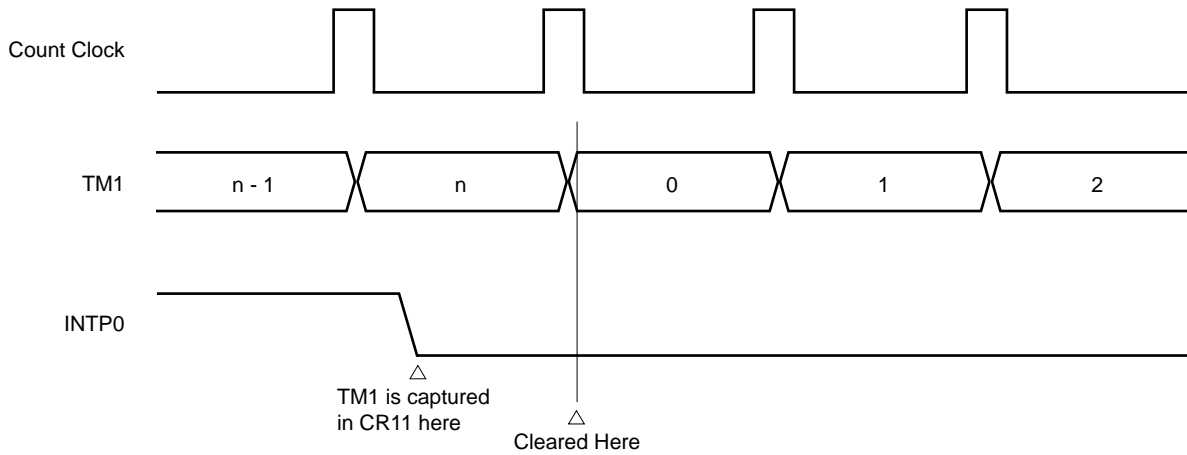 Count Clock
TM1
n - 1
n
0
1
2
INTP0
TM1 is captured
in CR11 here
Cleared Here